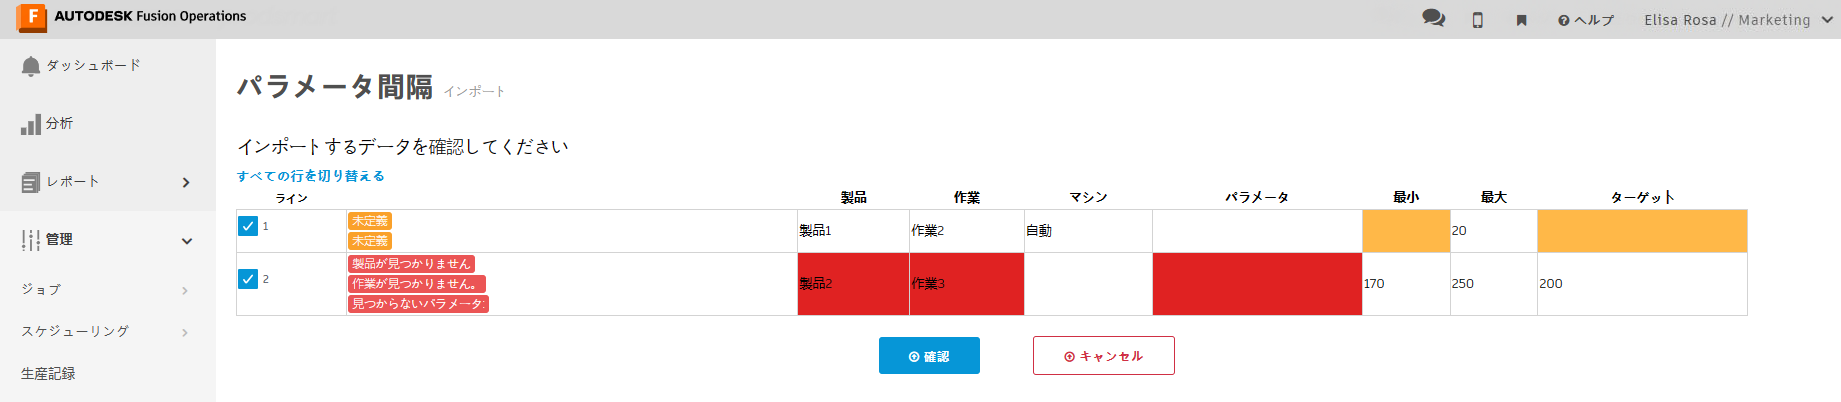 F AUTODESK Fusion Operations
ヘルプ
Elisa Rosa // Marketing
ダッシュボード
分析
レポート
管理
ジョブ
スケジューリング
生産記録
パラメータ間隔 インポート
インポートするデータを確認してください
すべての行を切り替える
ライン 製品 作業 マシン パラメータ 最小 最大 ターゲット
1 未定義 製品1 作業2 自動 20
未定義
製品が見つかりません
2 作業が見つかりません。 製品2 作業3 170 250 200
見つからないパラメータ:
確認 キャンセル